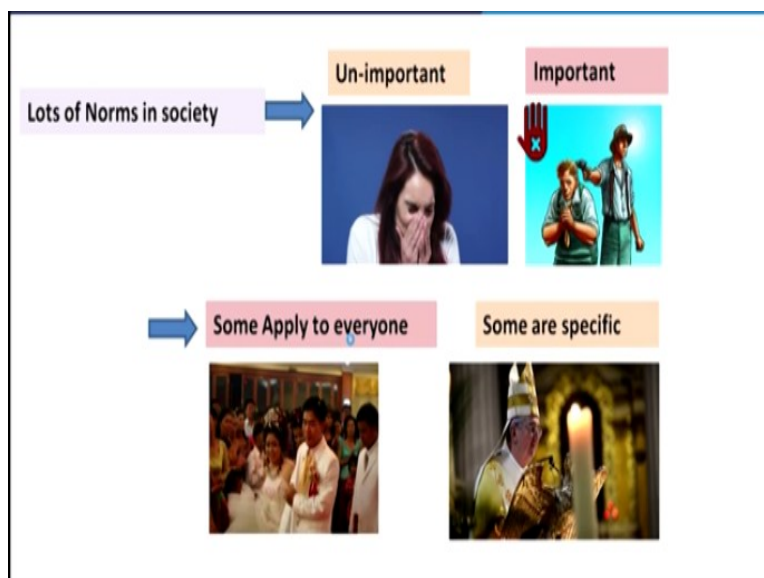 Un-important
Important
Lots of Norms in society
Some Apply to everyone
Some are specific